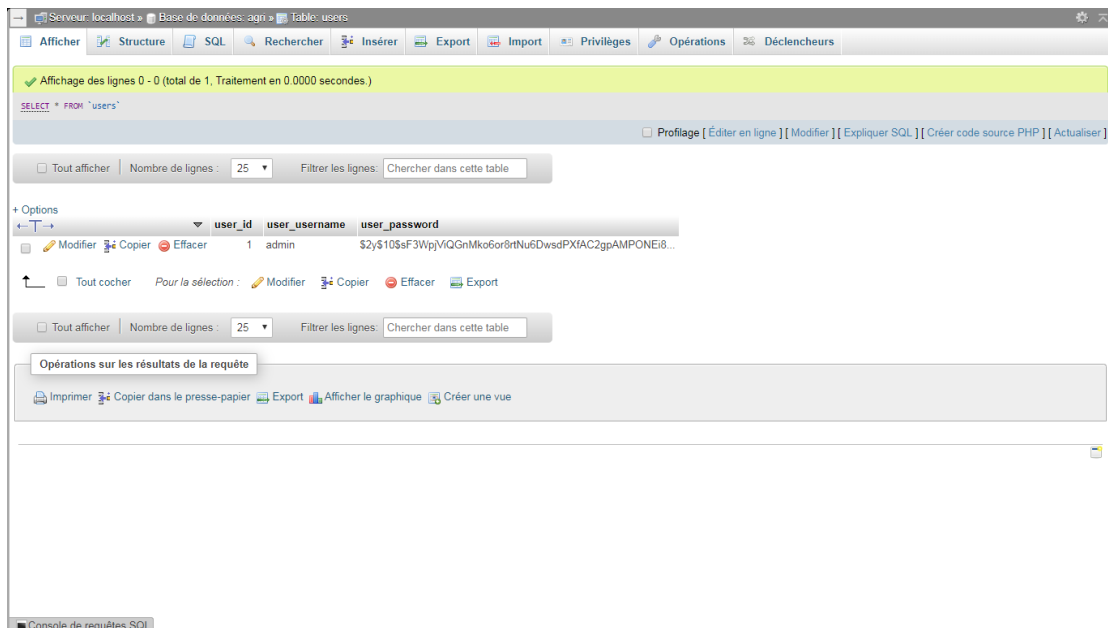 Serveur: localhost » Base de données: agri » Table: users
Afficher Structure SQL Rechercher Insérer Export Import Privilèges Opérations Déclencheurs
Affichage des lignes 0 - 0 (total de 1, Traitement en 0.0000 secondes.)
SELECT * FROM `users`
Profilage [ Éditer en ligne ] [ Modifier ] [ Expliquer SQL ] [ Créer code source PHP ] [ Actualiser ]
Tout afficher Nombre de lignes : 25 Filtrer les lignes: Chercher dans cette table
+ Options
←T→ user_id user_username user_password
Modifier Copier Effacer 1 admin $2y$10$sF3WpjViQGnMko6or8rtNu6DwsdPXfAC2gpAMPONEi8...
Tout cocher Pour la sélection : Modifier Copier Effacer Export
Tout afficher Nombre de lignes : 25 Filtrer les lignes: Chercher dans cette table
Opérations sur les résultats de la requête
Imprimer Copier dans le presse-papier Export Afficher le graphique Créer une vue
Console de requêtes SQL